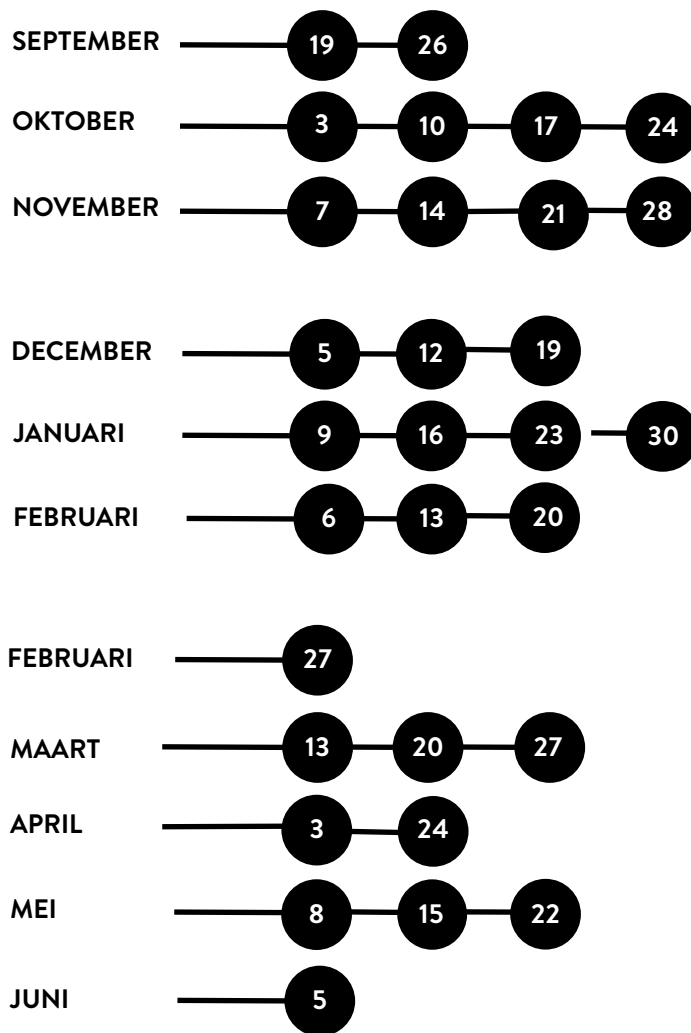 SEPTEMBER 19 26
OKTOBER 3 10 17 24
NOVEMBER 7 14 21 28
DECEMBER 5 12 19
JANUARI 9 16 23 30
FEBRUARI 6 13 20
FEBRUARI 27
MAART 13 20 27
APRIL 3 24
MEI 8 15 22
JUNI 5